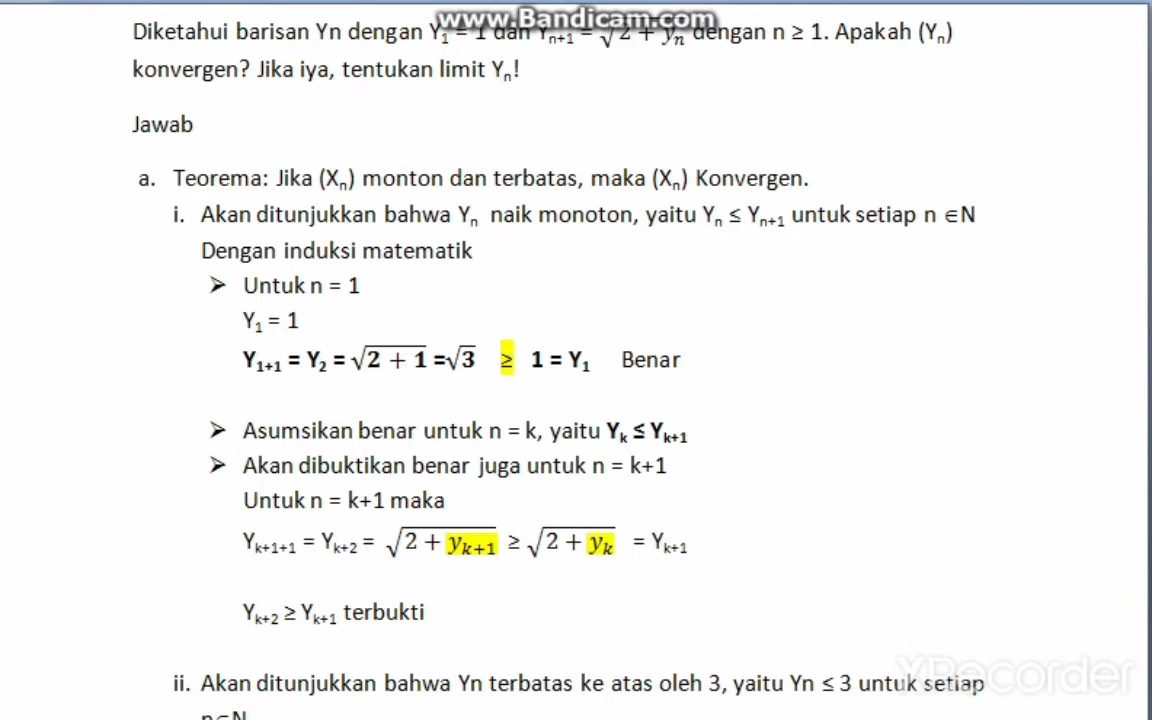 www.Bandicam.com
Diketahui barisan Yn dengan Y₁ = 1 dan Yₙ₊₁ = √2 + yₙ dengan n ≥ 1. Apakah (Yₙ)
konvergen? Jika iya, tentukan limit Yₙ!
Jawab
a. Teorema: Jika (Xₙ) monton dan terbatas, maka (Xₙ) Konvergen.
i. Akan ditunjukkan bahwa Yₙ naik monoton, yaitu Yₙ ≤ Yₙ₊₁ untuk setiap n ∈N
Dengan induksi matematik
➢ Untuk n = 1
Y₁ = 1
Y₁₊₁ = Y₂ = √2 + 1 =√3 ≥ 1 = Y₁ Benar
➢ Asumsikan benar untuk n = k, yaitu Yₖ ≤ Yₖ₊₁
➢ Akan dibuktikan benar juga untuk n = k+1
Untuk n = k+1 maka
Yₖ₊₁₊₁ = Yₖ₊₂ = √2 + yₖ₊₁ ≥ √2 + yₖ = Yₖ₊₁
Yₖ₊₂ ≥ Yₖ₊₁ terbukti
ii. Akan ditunjukkan bahwa Yn terbatas ke atas oleh 3, yaitu Yn ≤ 3 untuk setiap
n∈N
XRecorder